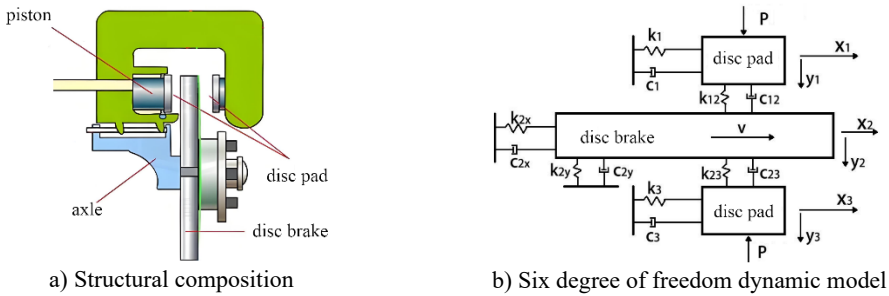 piston
disc pad
axle
disc brake
a) Structural composition
P
k1
disc pad
X1
c1
y1
k12
c12
k2x
disc brake
v
X2
c2x
k2y
c2y
k23
c23
y2
k3
disc pad
X3
c3
P
y3
b) Six degree of freedom dynamic model